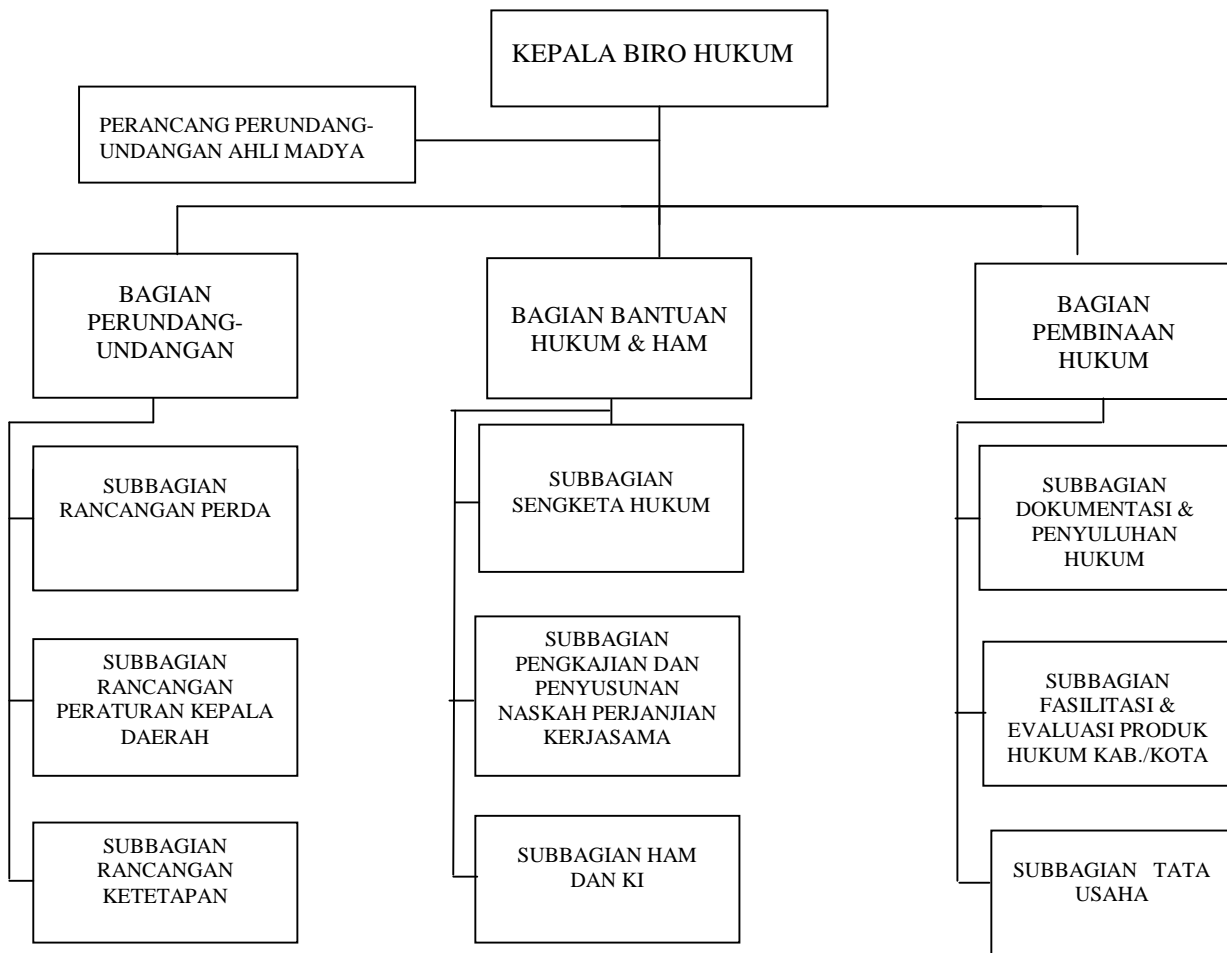 KEPALA BIRO HUKUM
PERANCANG PERUNDANG-
UNDANGAN AHLI MADYA
BAGIAN
PERUNDANG-
UNDANGAN
BAGIAN BANTUAN
HUKUM & HAM
BAGIAN
PEMBINAAN
HUKUM
SUBBAGIAN
RANCANGAN PERDA
SUBBAGIAN
SENGKETA HUKUM
SUBBAGIAN
DOKUMENTASI &
PENYULUHAN
HUKUM
SUBBAGIAN
RANCANGAN
PERATURAN KEPALA
DAERAH
SUBBAGIAN
PENGKAJIAN DAN
PENYUSUNAN
NASKAH PERJANJIAN
KERJASAMA
SUBBAGIAN
FASILITASI &
EVALUASI PRODUK
HUKUM KAB./KOTA
SUBBAGIAN
RANCANGAN
KETETAPAN
SUBBAGIAN HAM
DAN KI
SUBBAGIAN TATA
USAHA